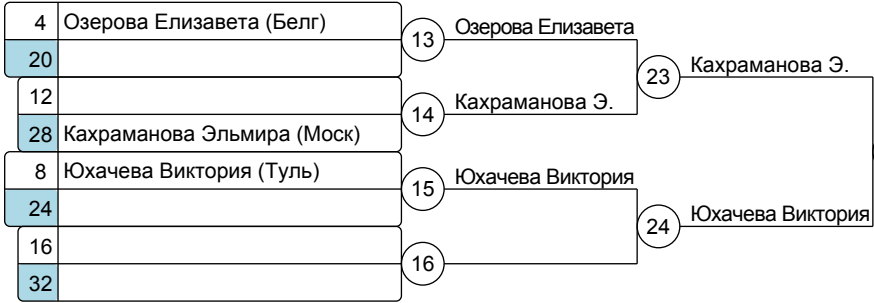 4 Озерова Елизавета (Белг)
20
13
Озерова Елизавета
12
28 Кахраманова Эльмира (Моск)
14
Кахраманова Э.
23
Кахраманова Э.
8 Юхачева Виктория (Туль)
24
15
Юхачева Виктория
16
32
16
24
Юхачева Виктория